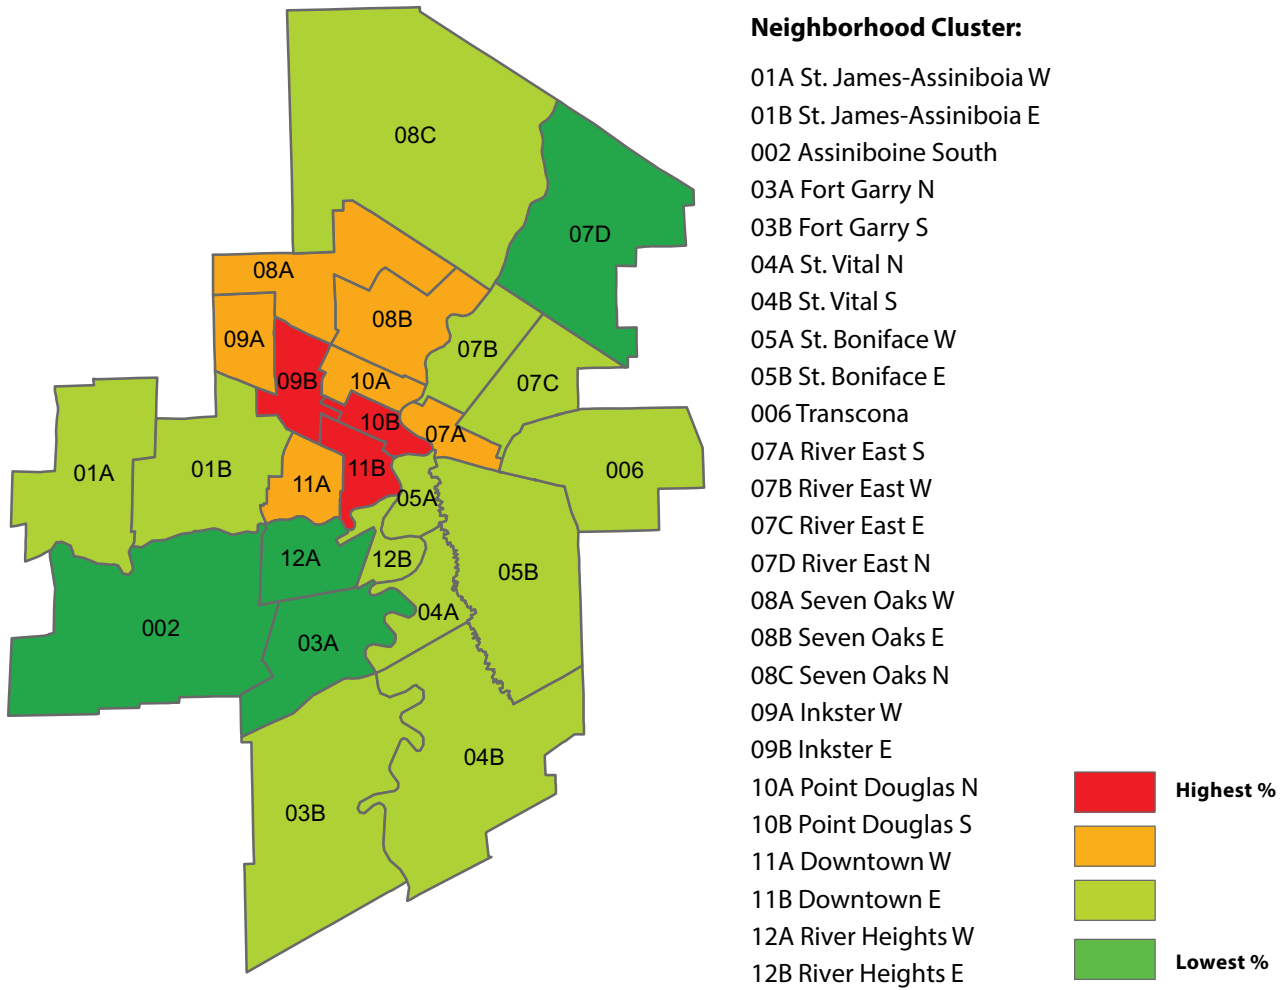 08C
07D
08A
08B
09A
07B
09B
10A
07C
10B
07A
01A
01B
11A
11B
05A
006
12A
12B
05B
002
03A
04A
04B
03B
Neighborhood Cluster:
01A St. James-Assiniboia W
01B St. James-Assiniboia E
002 Assiniboine South
03A Fort Garry N
03B Fort Garry S
04A St. Vital N
04B St. Vital S
05A St. Boniface W
05B St. Boniface E
006 Transcona
07A River East S
07B River East W
07C River East E
07D River East N
08A Seven Oaks W
08B Seven Oaks E
08C Seven Oaks N
09A Inkster W
09B Inkster E
10A Point Douglas N
10B Point Douglas S
11A Downtown W
11B Downtown E
12A River Heights W
12B River Heights E
Highest %
Lowest %